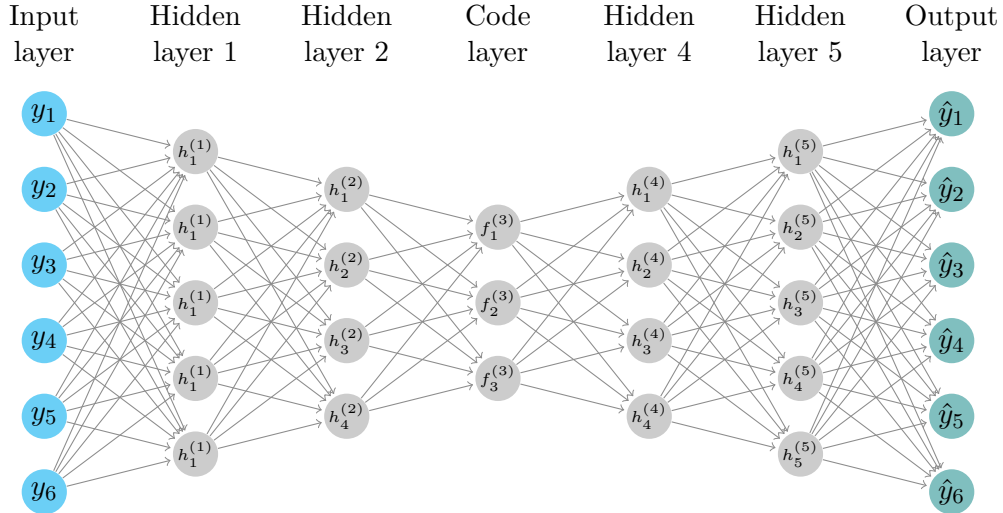 Input layer
Hidden layer 1
Hidden layer 2
Code layer
Hidden layer 4
Hidden layer 5
Output layer
y₁
y₂
y₃
y₄
y₅
y₆
h₁⁽¹⁾
h₁⁽¹⁾
h₁⁽¹⁾
h₁⁽¹⁾
h₁⁽¹⁾
h₁⁽²⁾
h₂⁽²⁾
h₃⁽²⁾
h₄⁽²⁾
f₁⁽³⁾
f₂⁽³⁾
f₃⁽³⁾
h₁⁽⁴⁾
h₂⁽⁴⁾
h₃⁽⁴⁾
h₄⁽⁴⁾
h₁⁽⁵⁾
h₂⁽⁵⁾
h₃⁽⁵⁾
h₄⁽⁵⁾
h₅⁽⁵⁾
ŷ₁
ŷ₂
ŷ₃
ŷ₄
ŷ₅
ŷ₆